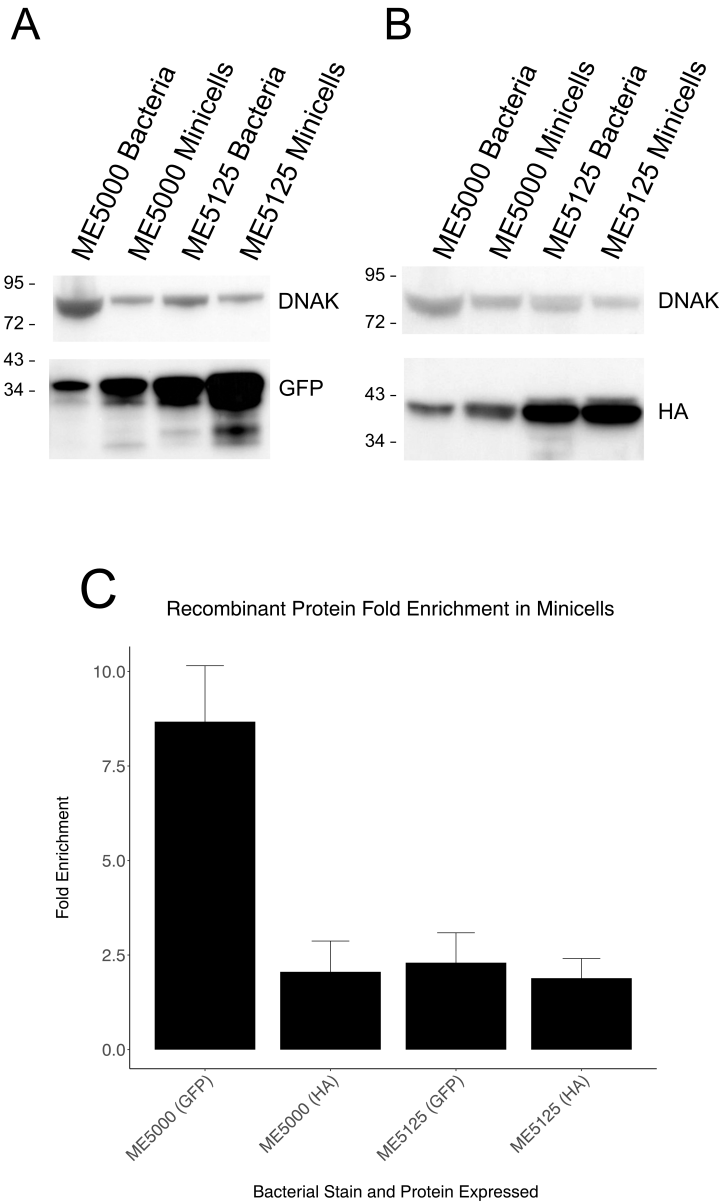 A
ME5000 Bacteria
ME5000 Minicells
ME5125 Bacteria
ME5125 Minicells
95 -
72 -
DNAK
43 -
34 -
GFP
B
ME5000 Bacteria
ME5000 Minicells
ME5125 Bacteria
ME5125 Minicells
95 -
72 -
DNAK
43 -
34 -
HA
C
Recombinant Protein Fold Enrichment in Minicells
Fold Enrichment
10.0
7.5
5.0
2.5
0.0
ME5000 (GFP)
ME5000 (HA)
ME5125 (GFP)
ME5125 (HA)
Bacterial Stain and Protein Expressed